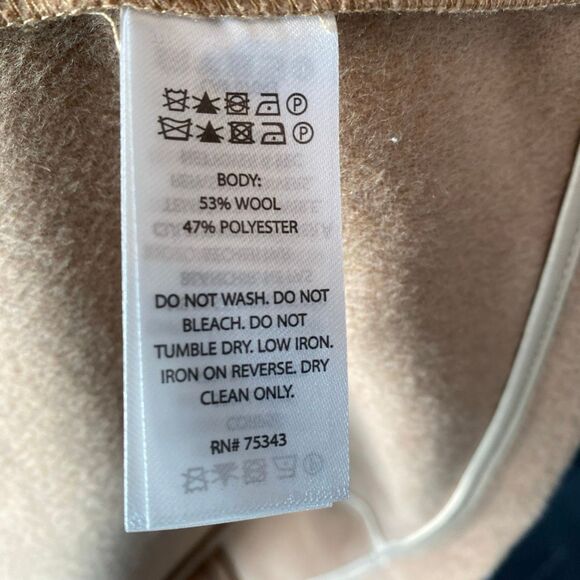 BODY:
53% WOOL
47% POLYESTER
DO NOT WASH. DO NOT
BLEACH. DO NOT
TUMBLE DRY. LOW IRON.
IRON ON REVERSE. DRY
CLEAN ONLY.
RN# 75343